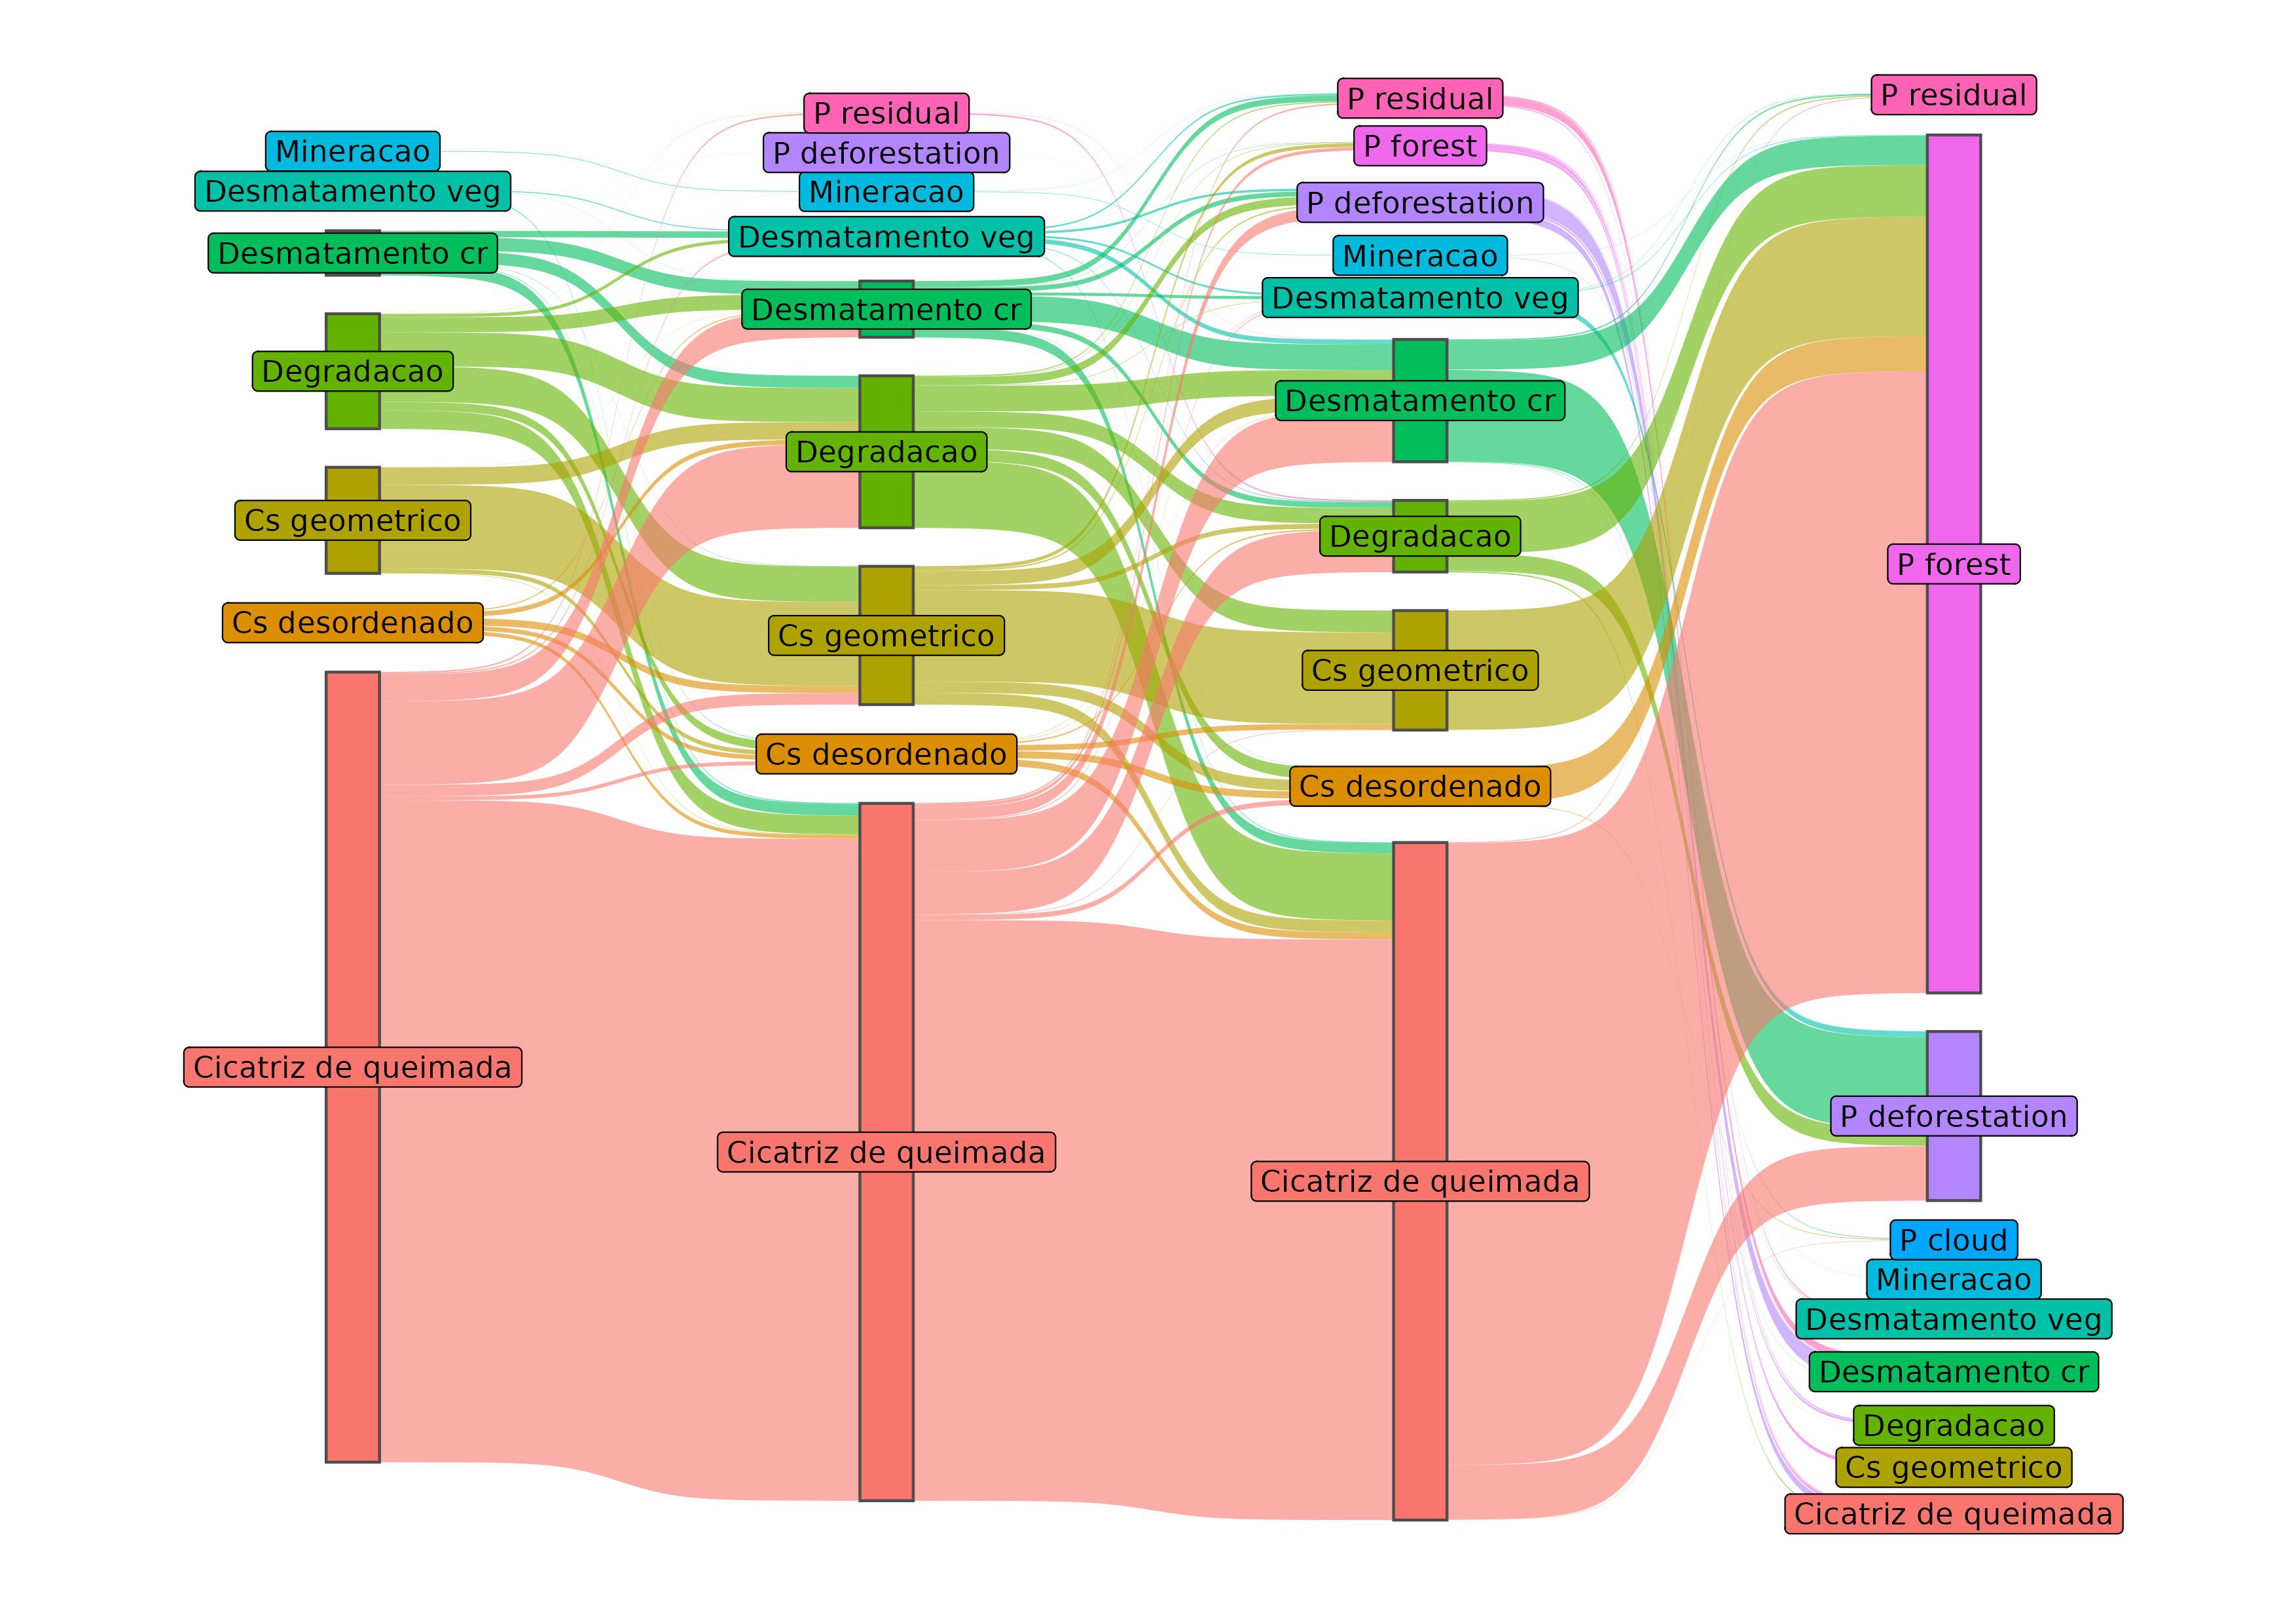 Mineracao
Desmatamento veg
Desmatamento cr
Degradacao
Cs geometrico
Cs desordenado
Cicatriz de queimada
P residual
P deforestation
Mineracao
Desmatamento veg
Desmatamento cr
Degradacao
Cs geometrico
Cs desordenado
Cicatriz de queimada
P residual
P forest
P deforestation
Mineracao
Desmatamento veg
Desmatamento cr
Degradacao
Cs geometrico
Cs desordenado
Cicatriz de queimada
P residual
P forest
P deforestation
P cloud
Mineracao
Desmatamento veg
Desmatamento cr
Degradacao
Cs geometrico
Cicatriz de queimada